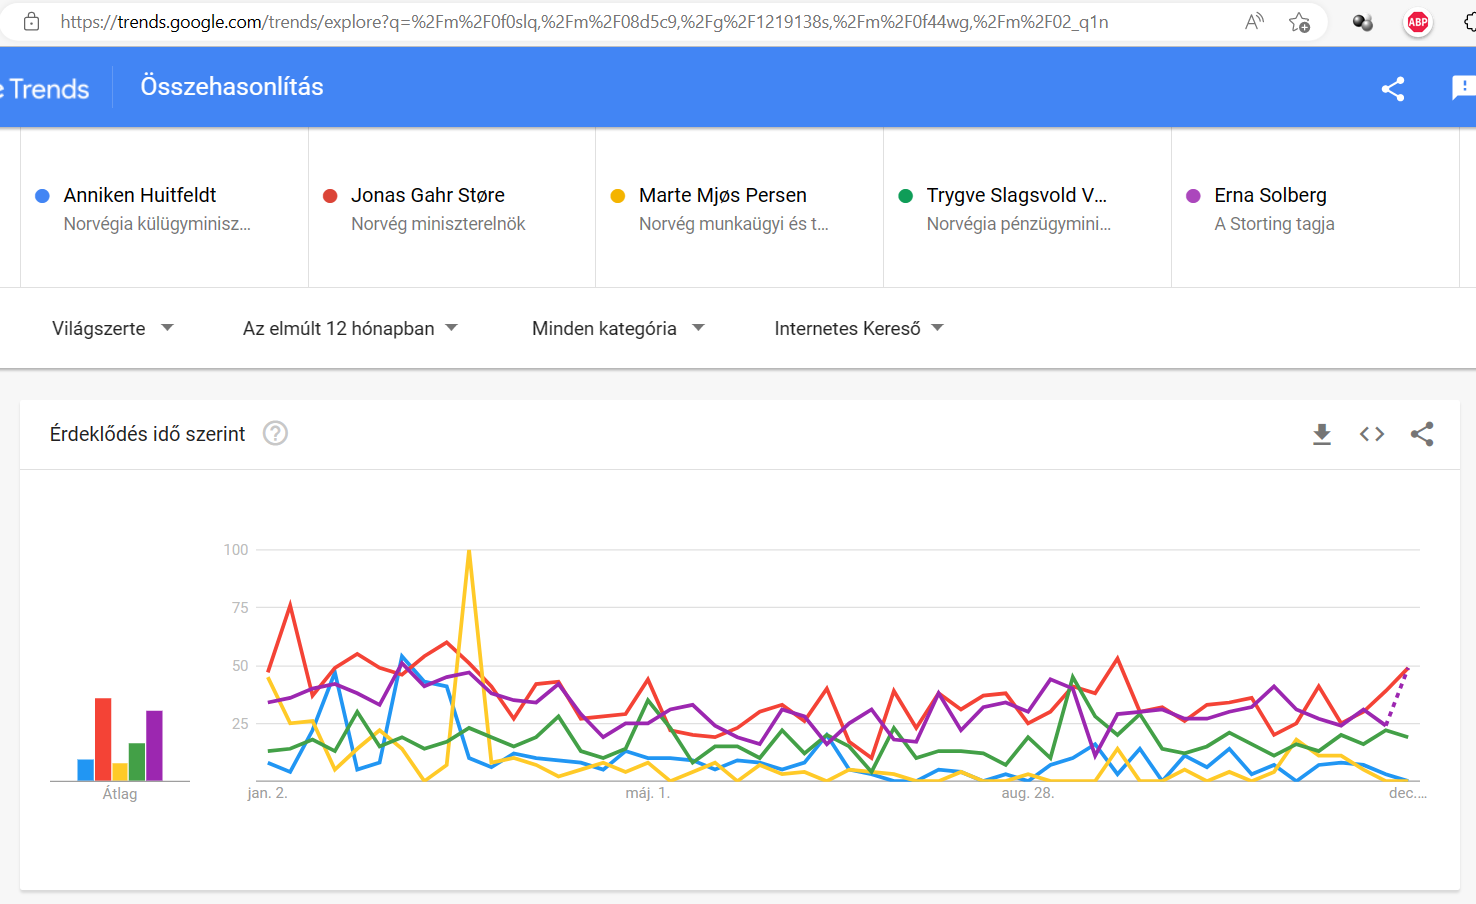 https://trends.google.com/trends/explore?q=%2Fm%2F0f0slq,%2Fm%2F08d5c9,%2Fg%2F1219138s,%2Fm%2F0f44wg,%2Fm%2F02_q1n
ABP
e Trends
Összehasonlítás
Anniken Huitfeldt
Norvégia külügyminisz...
Jonas Gahr Støre
Norvég miniszterelnök
Marte Mjøs Persen
Norvég munkaügyi és t...
Trygve Slagsvold V...
Norvégia pénzügymini...
Erna Solberg
A Storting tagja
Világszerte
Az elmúlt 12 hónapban
Minden kategória
Internetes Kereső
Érdeklődés idő szerint
?
100
75
50
25
Átlag
jan. 2.
máj. 1.
aug. 28.
dec.…